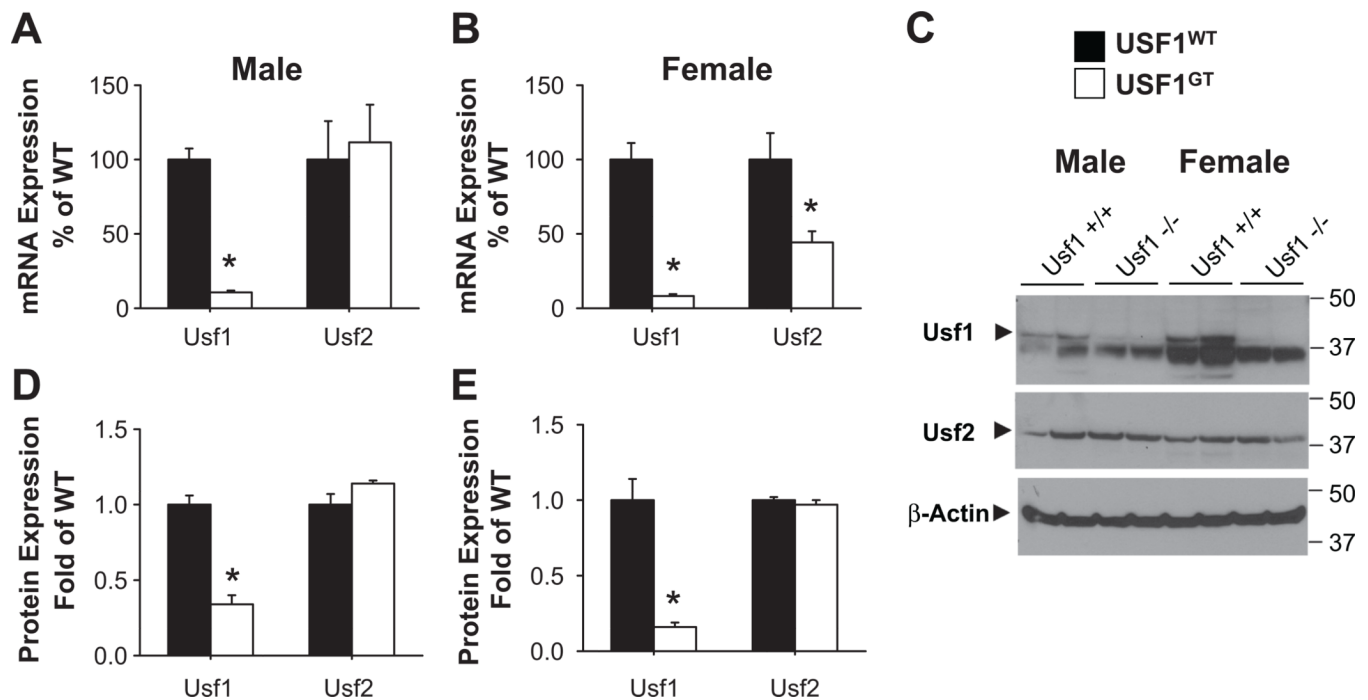 A
Male
mRNA Expression
% of WT
150
100
50
0
*
Usf1
Usf2
B
Female
mRNA Expression
% of WT
150
100
50
0
*
*
Usf1
Usf2
C
USF1WT
USF1GT
Male
Female
Usf1 +/+
Usf1 -/-
Usf1 +/+
Usf1 -/-
Usf1
50
37
Usf2
50
37
β-Actin
50
37
D
Protein Expression
Fold of WT
1.5
1.0
0.5
0.0
*
Usf1
Usf2
E
Protein Expression
Fold of WT
1.5
1.0
0.5
0.0
*
Usf1
Usf2